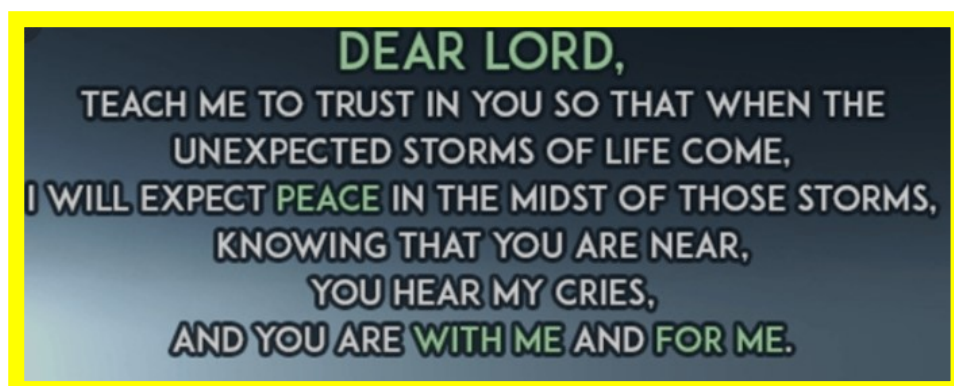 DEAR LORD,
TEACH ME TO TRUST IN YOU SO THAT WHEN THE
UNEXPECTED STORMS OF LIFE COME,
I WILL EXPECT PEACE IN THE MIDST OF THOSE STORMS,
KNOWING THAT YOU ARE NEAR,
YOU HEAR MY CRIES,
AND YOU ARE WITH ME AND FOR ME.